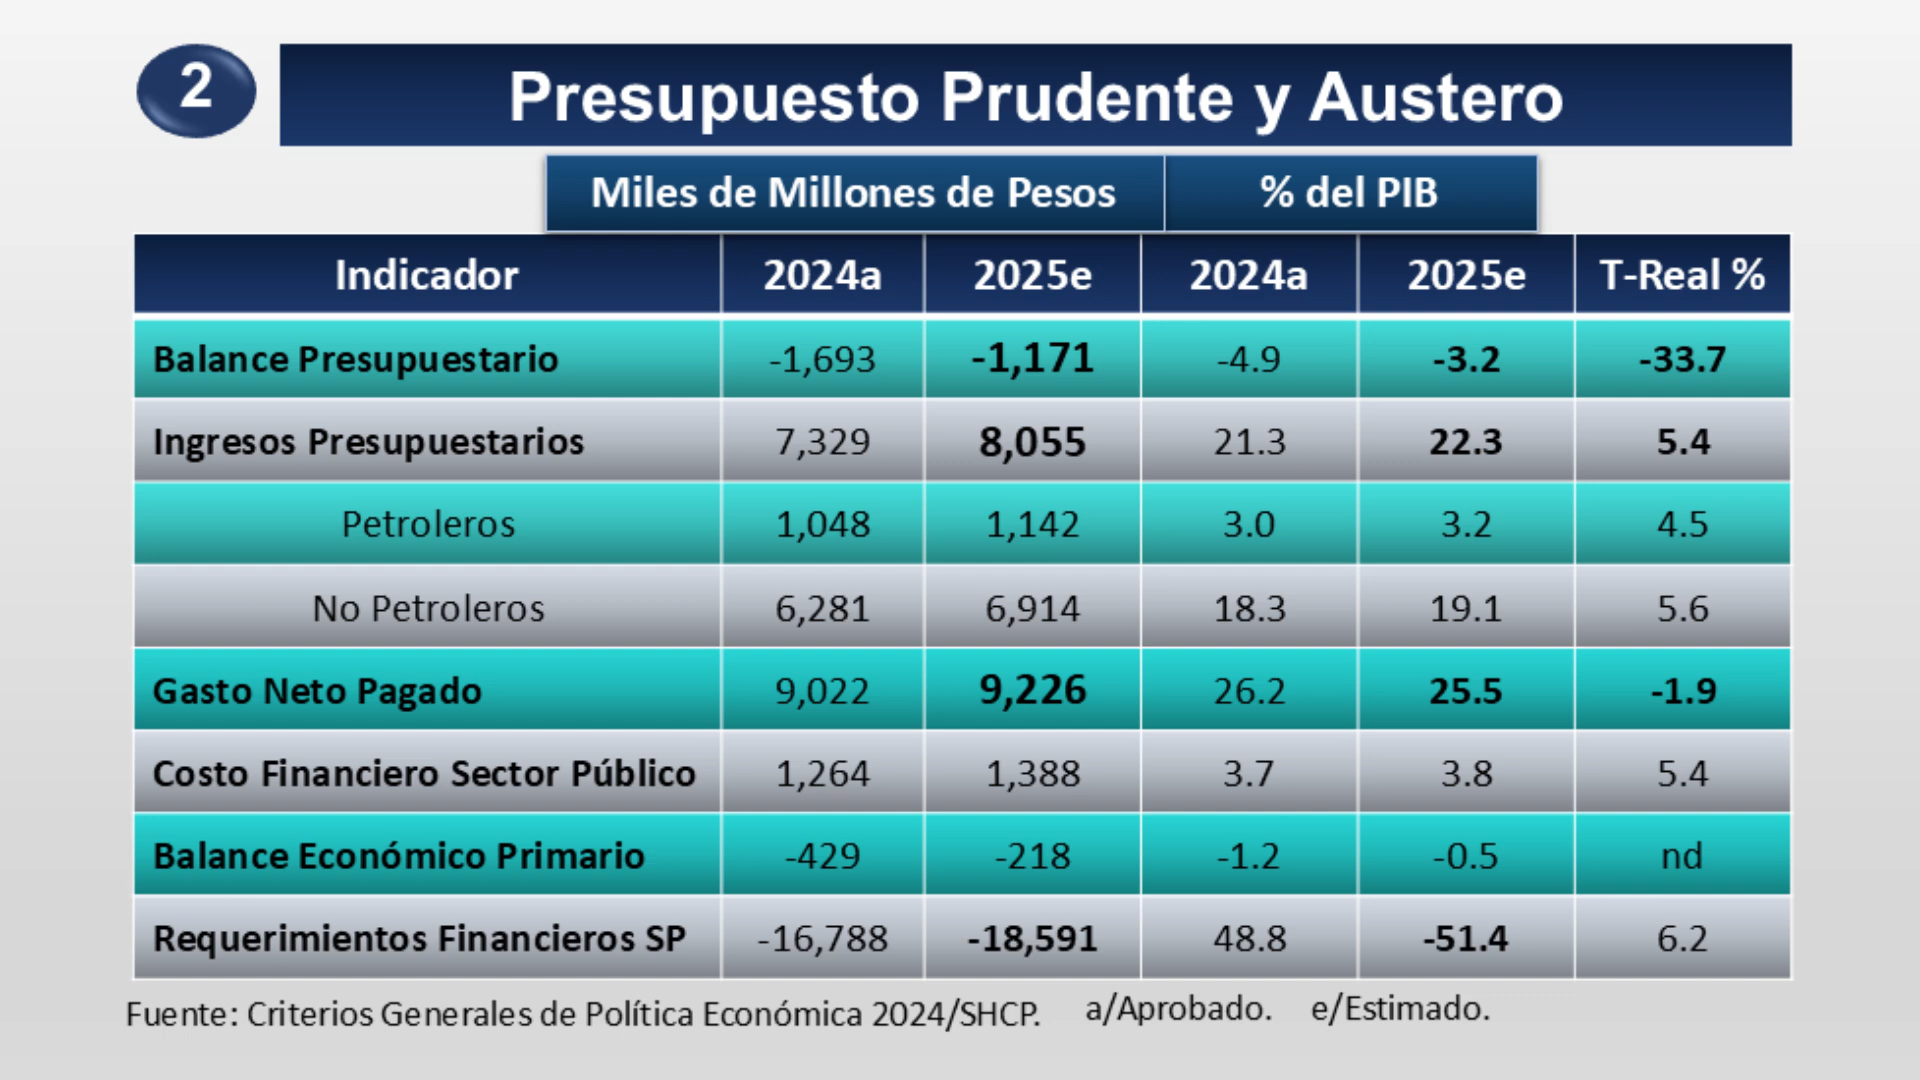 2
Presupuesto Prudente y Austero
Miles de Millones de Pesos % del PIB
Indicador 2024a 2025e 2024a 2025e T-Real %
Balance Presupuestario -1,693 -1,171 -4.9 -3.2 -33.7
Ingresos Presupuestarios 7,329 8,055 21.3 22.3 5.4
Petroleros 1,048 1,142 3.0 3.2 4.5
No Petroleros 6,281 6,914 18.3 19.1 5.6
Gasto Neto Pagado 9,022 9,226 26.2 25.5 -1.9
Costo Financiero Sector Público 1,264 1,388 3.7 3.8 5.4
Balance Económico Primario -429 -218 -1.2 -0.5 nd
Requerimientos Financieros SP -16,788 -18,591 48.8 -51.4 6.2
Fuente: Criterios Generales de Política Económica 2024/SHCP. a/Aprobado. e/Estimado.